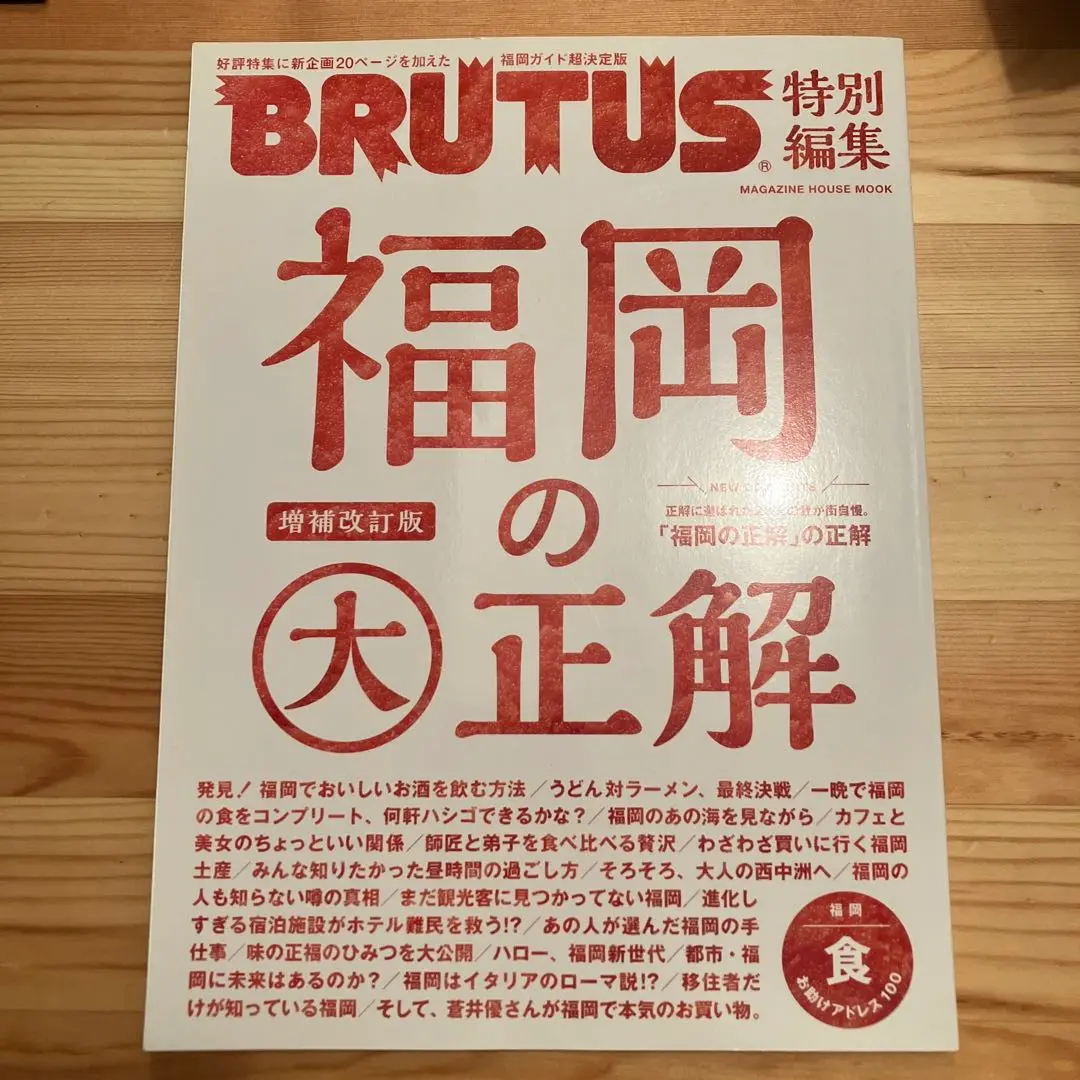 好評特集に新企画20ページを加えた 福岡ガイド超決定版
BRUTUS®
特別
編集
MAGAZINE HOUSE MOOK
福岡
の
増補改訂版
正解に
街自慢。
「福岡の正解」の正解
大正解
発見!福岡でおいしいお酒を飲む方法/うどん対ラーメン、最終決戦/一晩で福岡
の食をコンプリート、何軒ハシゴできるかな?/福岡のあの海を見ながら/カフェと
美女のちょっといい関係/師匠と弟子を食べ比べる贅沢/わざわざ買いに行く福岡
土産/みんな知りたかった昼時間の過ごし方/そろそろ、大人の西中洲へ/福岡の
人も知らない噂の真相/まだ観光客に見つかってない福岡/進化し
すぎる宿泊施設がホテル難民を救う!?/あの人が選んだ福岡の手
仕事/味の正福のひみつを大公開/ハロー、福岡新世代/都市・福
岡に未来はあるのか?/福岡はイタリアのローマ説!?/移住者だ
けが知っている福岡/そして、蒼井優さんが福岡で本気のお買い物。
福岡
食
お助けアドレス100